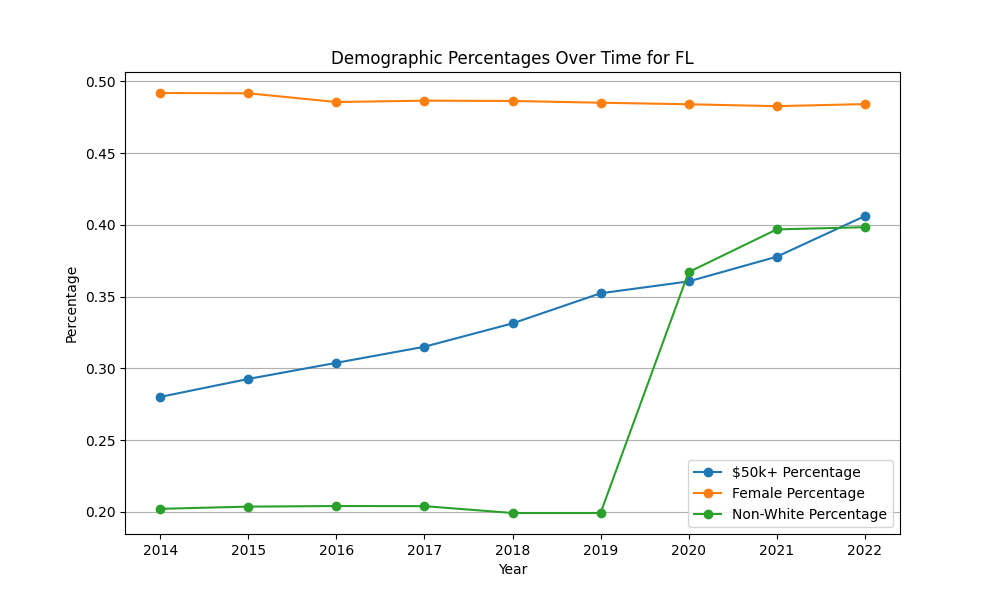 Demographic Percentages Over Time for FL
0.50
0.45
0.40
0.35
0.30
0.25
0.20
Percentage
$50k+ Percentage
Female Percentage
Non-White Percentage
2014 2015 2016 2017 2018 2019 2020 2021 2022
Year